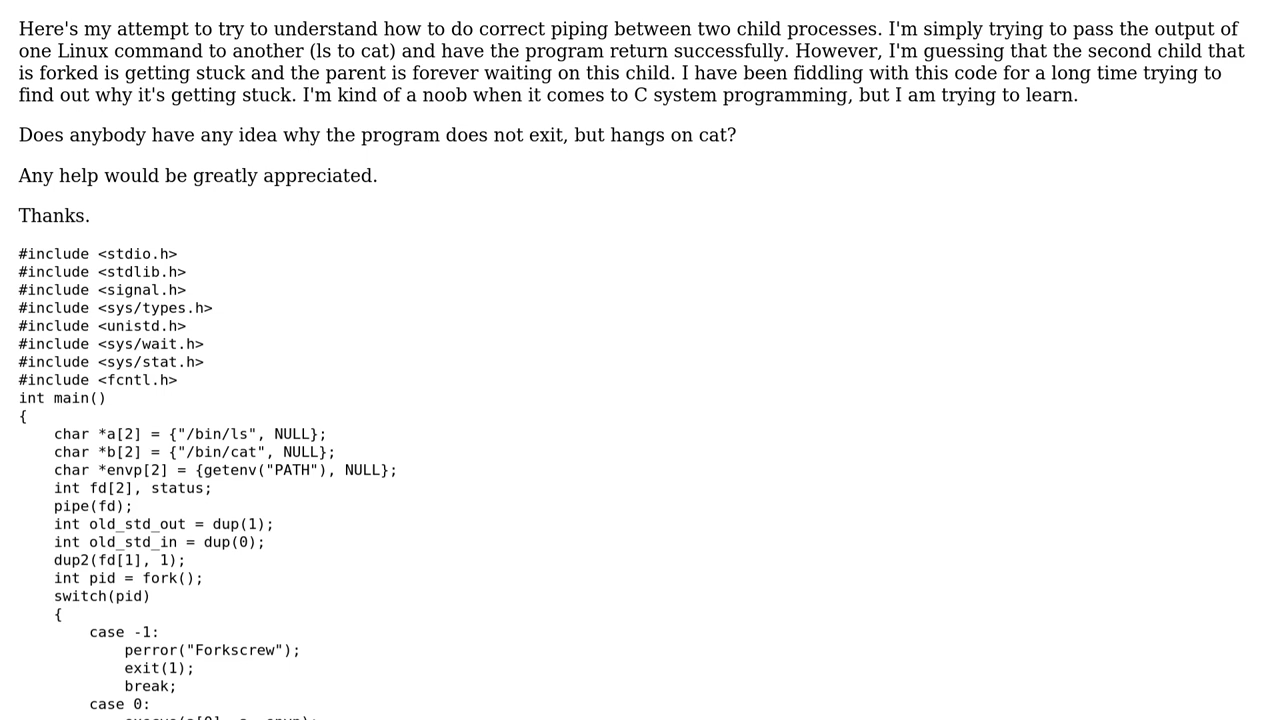 Here's my attempt to try to understand how to do correct piping between two child processes. I'm simply trying to pass the output of
one Linux command to another (ls to cat) and have the program return successfully. However, I'm guessing that the second child that
is forked is getting stuck and the parent is forever waiting on this child. I have been fiddling with this code for a long time trying to
find out why it's getting stuck. I'm kind of a noob when it comes to C system programming, but I am trying to learn.
Does anybody have any idea why the program does not exit, but hangs on cat?
Any help would be greatly appreciated.
Thanks.
#include <stdio.h>
#include <stdlib.h>
#include <signal.h>
#include <sys/types.h>
#include <unistd.h>
#include <sys/wait.h>
#include <sys/stat.h>
#include <fcntl.h>
int main()
{
    char *a[2] = {"/bin/ls", NULL};
    char *b[2] = {"/bin/cat", NULL};
    char *envp[2] = {getenv("PATH"), NULL};
    int fd[2], status;
    pipe(fd);
    int old_std_out = dup(1);
    int old_std_in = dup(0);
    dup2(fd[1], 1);
    int pid = fork();
    switch(pid)
    {
        case -1:
            perror("Forkscrew");
            exit(1);
            break;
        case 0: